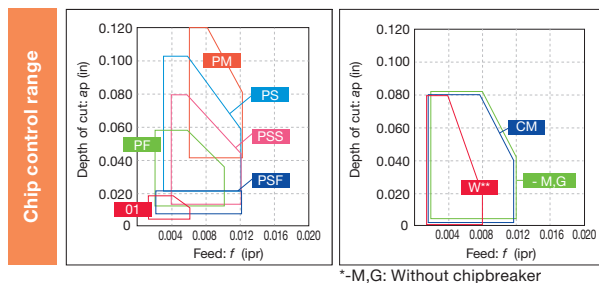 Chip control range
Depth of cut: ap (in)
0.120
0.100
0.080
0.060
0.040
0.020
0
PM
PS
PSS
PF
PSF
01
0.004 0.008 0.012 0.016 0.020
Feed: f (ipr)
Depth of cut: ap (in)
0.120
0.100
0.080
0.060
0.040
0.020
0
CM
W**
- M,G
0.004 0.008 0.012 0.016 0.020
Feed: f (ipr)
*-M,G: Without chipbreaker